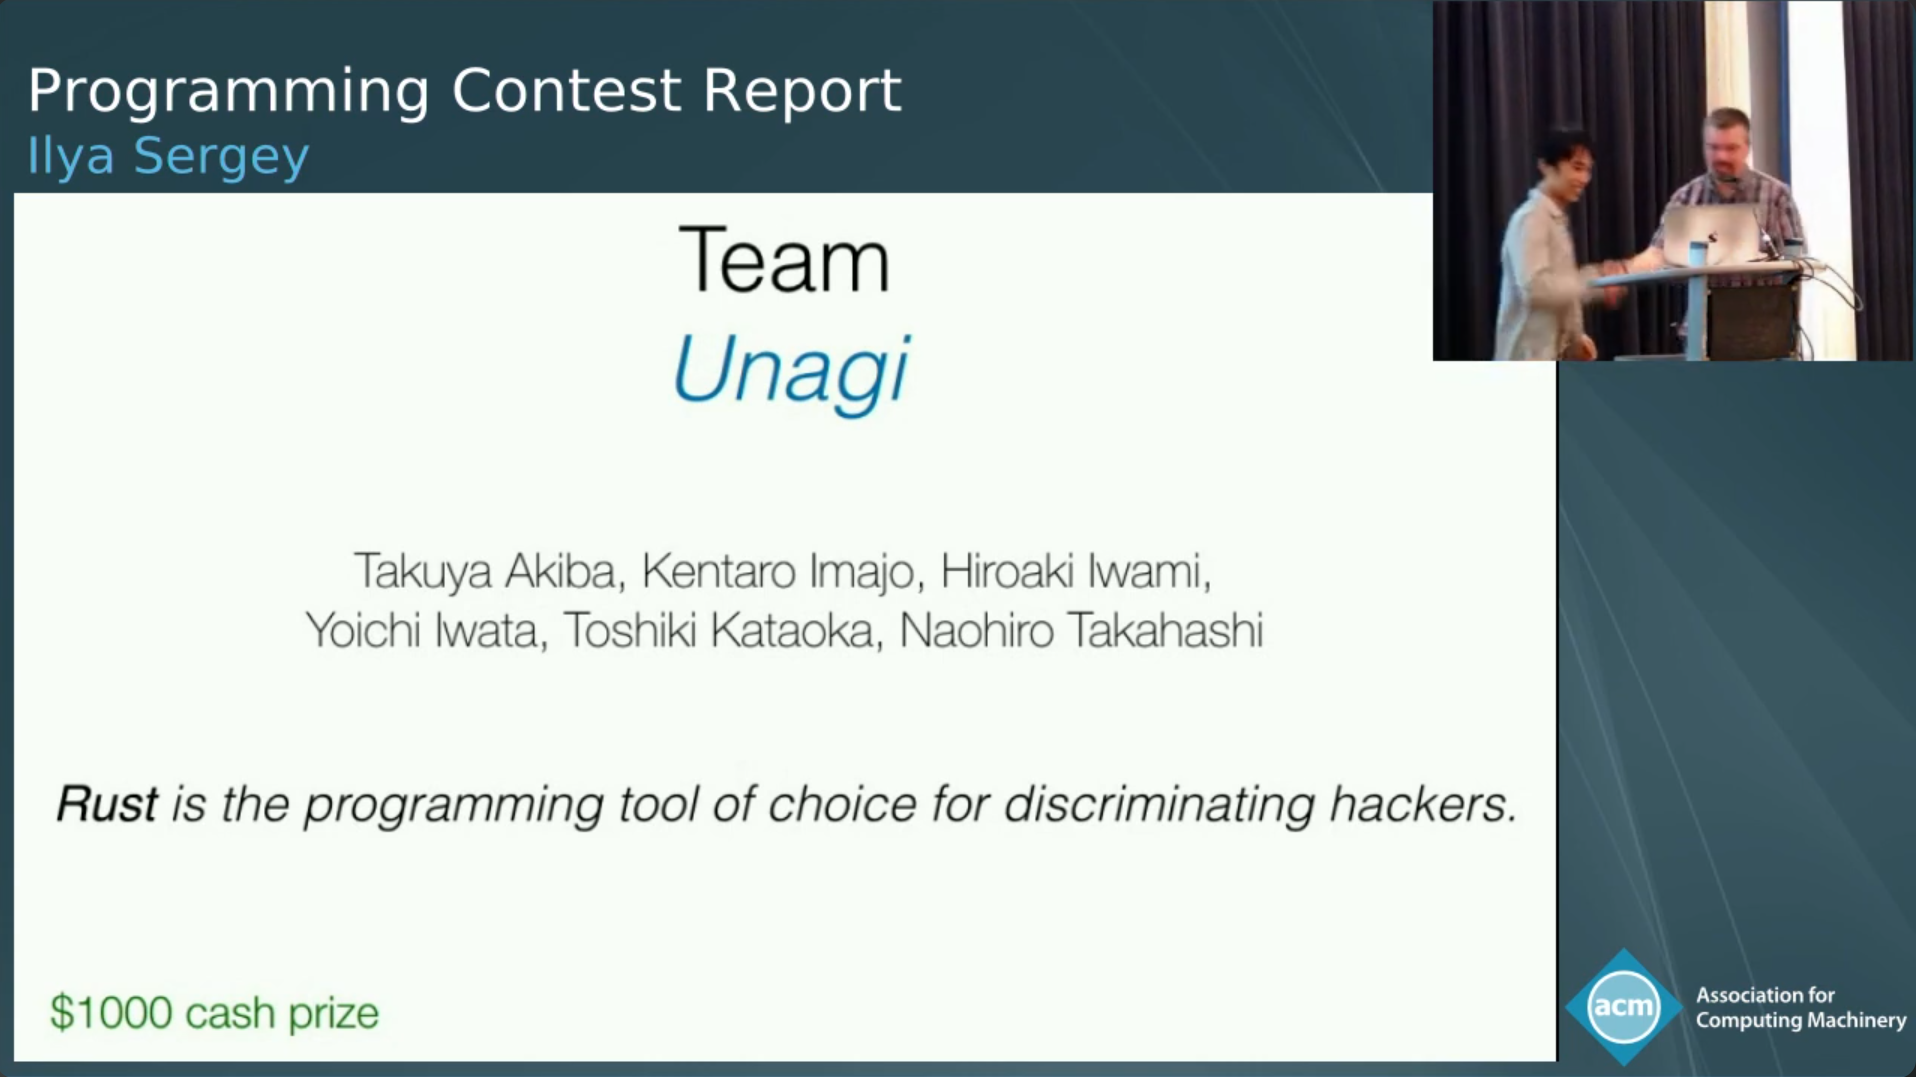 Programming Contest Report
Ilya Sergey
Team
Unagi
Takuya Akiba, Kentaro Imajo, Hiroaki Iwami,
Yoichi Iwata, Toshiki Kataoka, Naohiro Takahashi
Rust is the programming tool of choice for discriminating hackers.
$1000 cash prize
acm
Association for
Computing Machinery